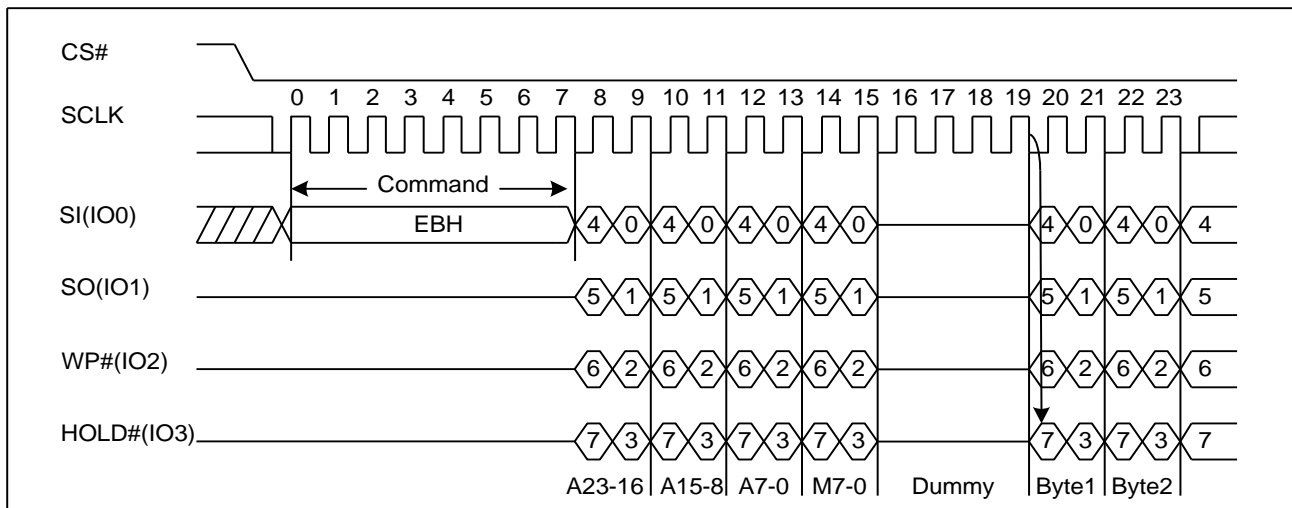 CS#
0 1 2 3 4 5 6 7 8 9 10 11 12 13 14 15 16 17 18 19 20 21 22 23
SCLK
Command
SI(IO0)
EBH
4 0 4 0 4 0 4 0 4 0 4 0 4
SO(IO1)
5 1 5 1 5 1 5 1 5 1 5 1 5
WP#(IO2)
6 2 6 2 6 2 6 2 6 2 6 2 6
HOLD#(IO3)
7 3 7 3 7 3 7 3 7 3 7 3 7
A23-16 A15-8 A7-0 M7-0 Dummy Byte1 Byte2